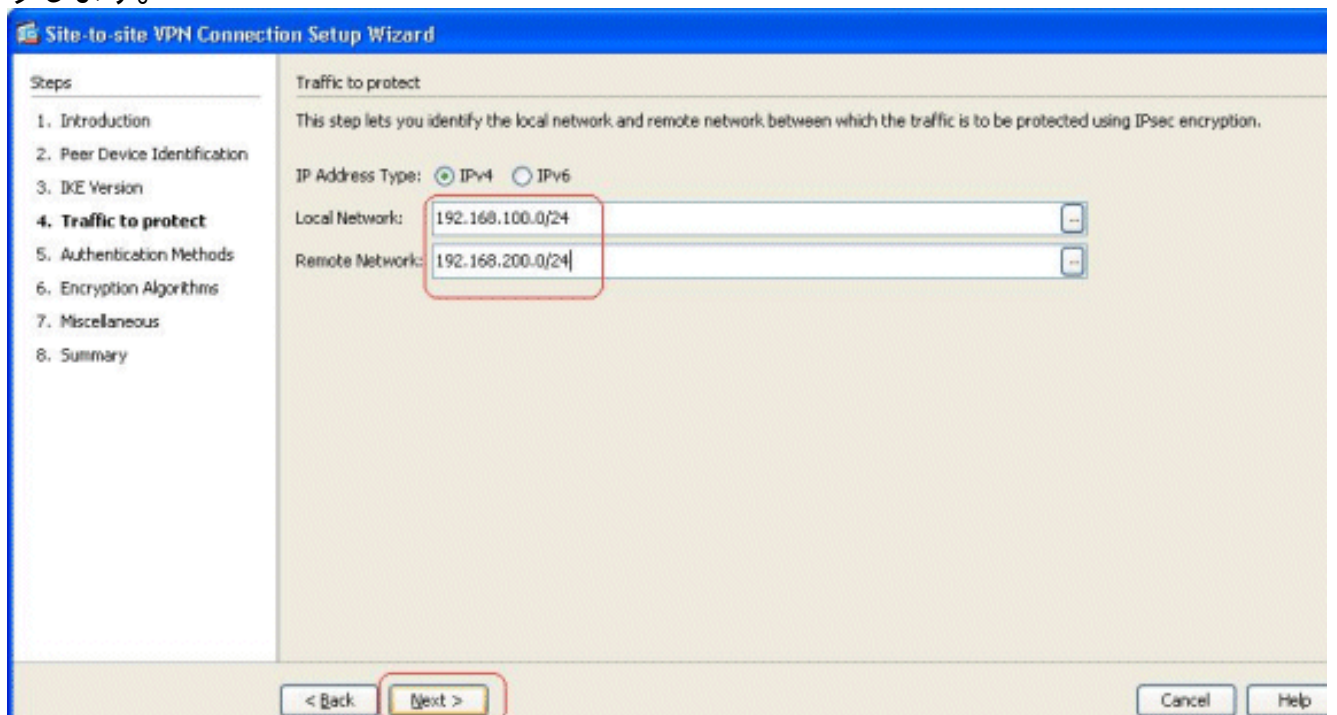 Site-to-site VPN Connection Setup Wizard
Steps
1. Introduction
2. Peer Device Identification
3. IKE Version
4. Traffic to protect
5. Authentication Methods
6. Encryption Algorithms
7. Miscellaneous
8. Summary
Traffic to protect
This step lets you identify the local network and remote network between which the traffic is to be protected using IPsec encryption.
IP Address Type: IPv4 IPv6
Local Network: 192.168.100.0/24 ...
Remote Network: 192.168.200.0/24 ...
< Back Next > Cancel Help